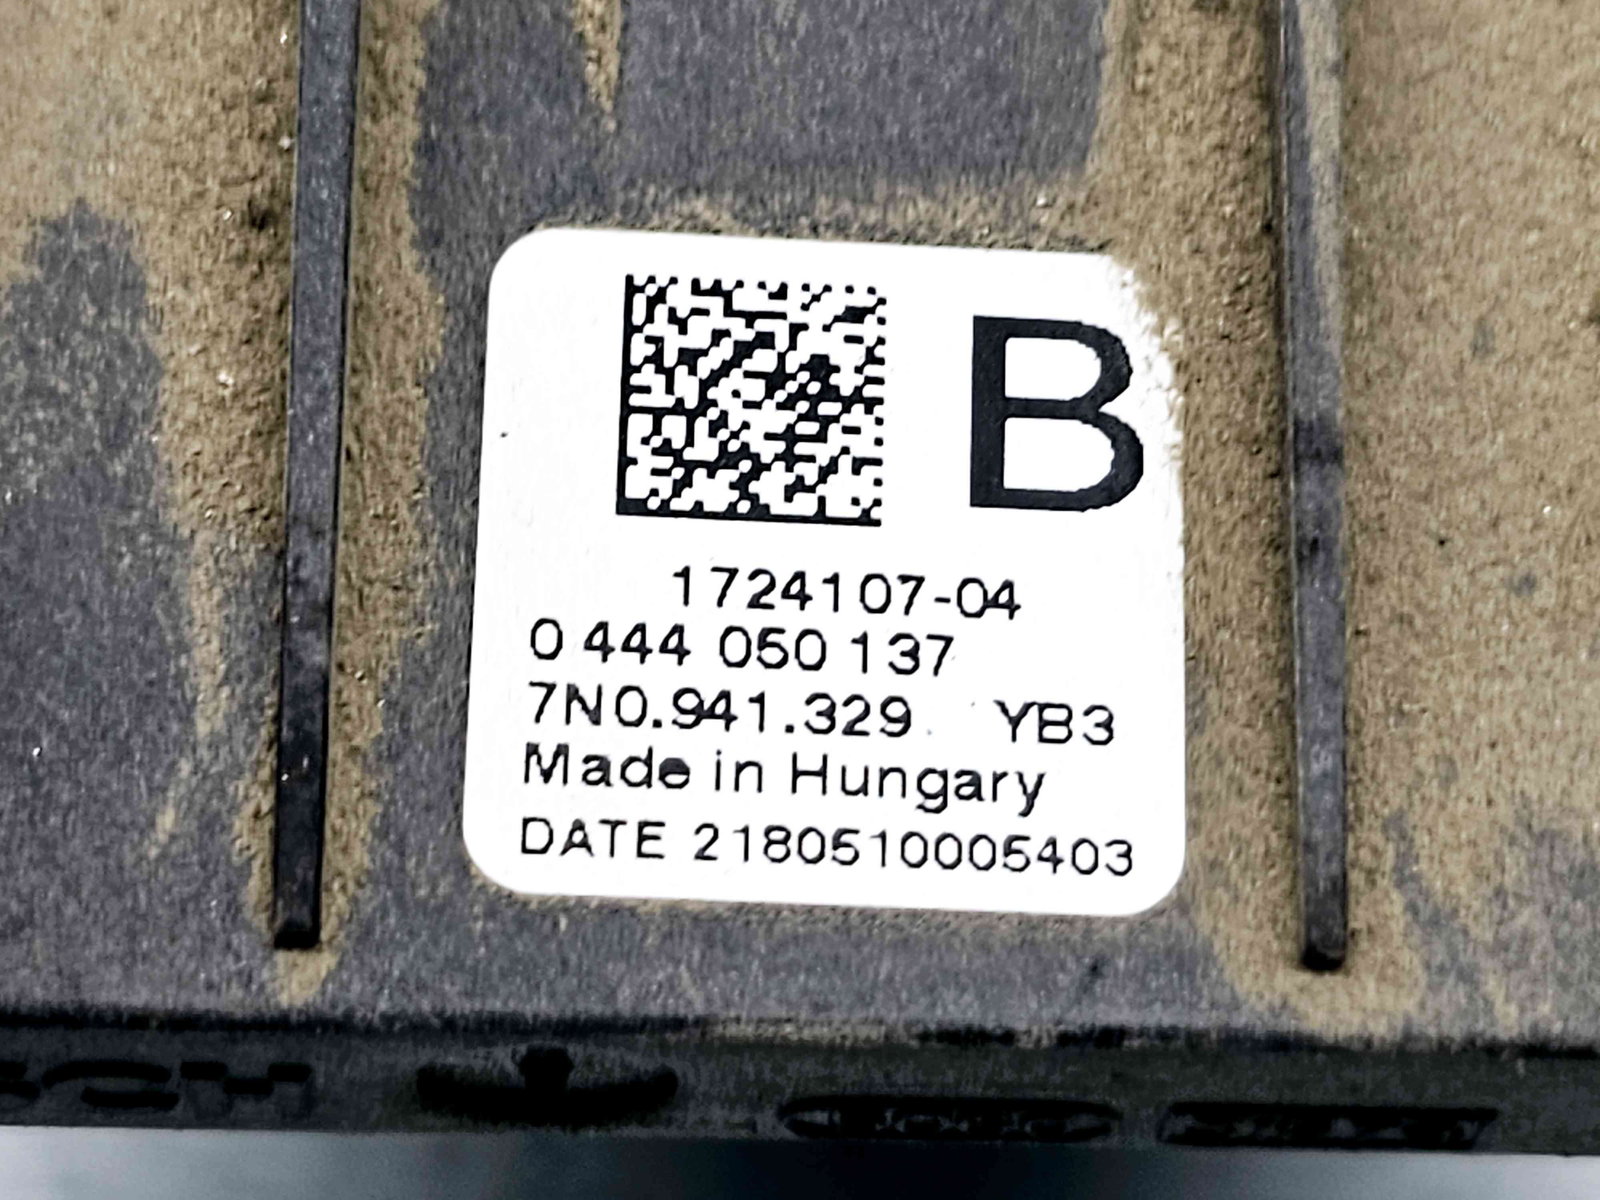 B
1724107-04
0 444 050 137
7N0.941.329 YB3
Made in Hungary
DATE 2180510005403